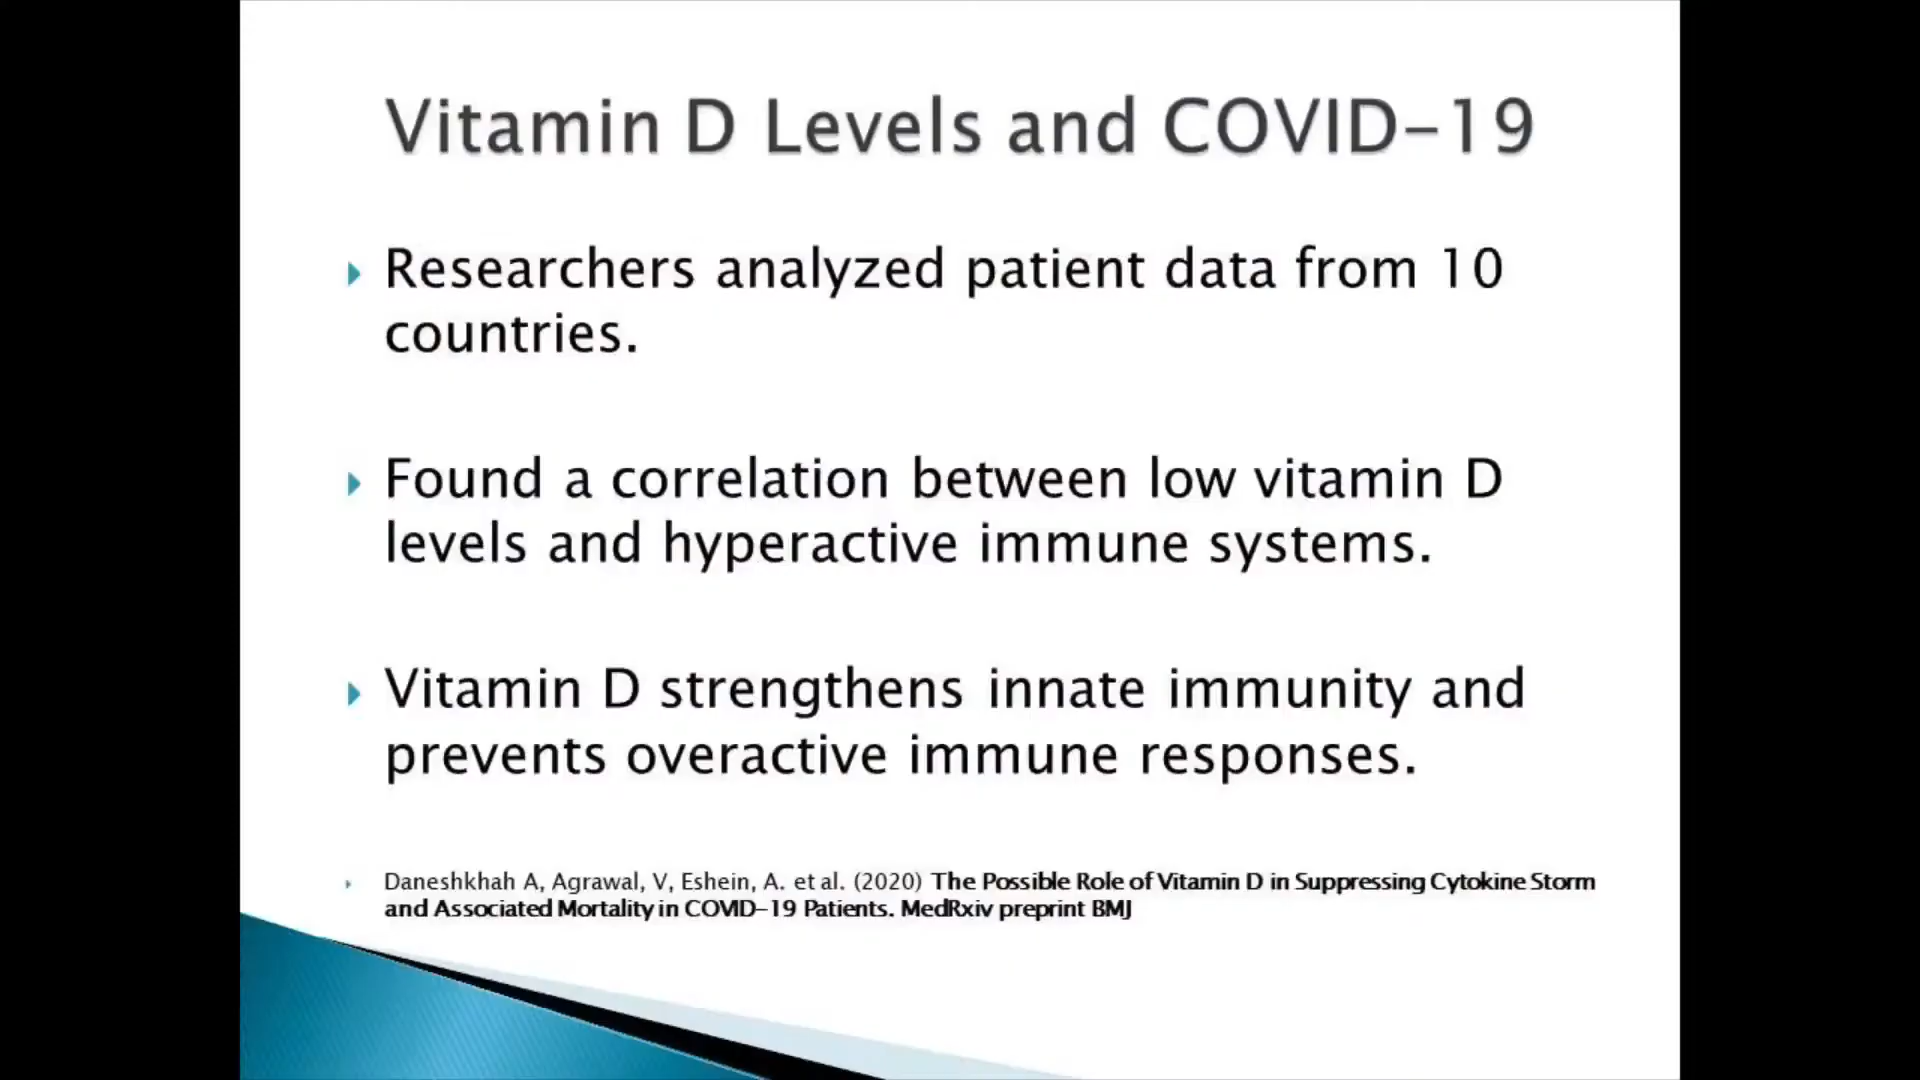 Vitamin D Levels and COVID-19
Researchers analyzed patient data from 10
countries.
Found a correlation between low vitamin D
levels and hyperactive immune systems.
Vitamin D strengthens innate immunity and
prevents overactive immune responses.
Daneshkhah A, Agrawal, V, Eshein, A. et al. (2020) The Possible Role of Vitamin D in Suppressing Cytokine Storm
and Associated Mortality in COVID-19 Patients. MedRxiv preprint BMJ